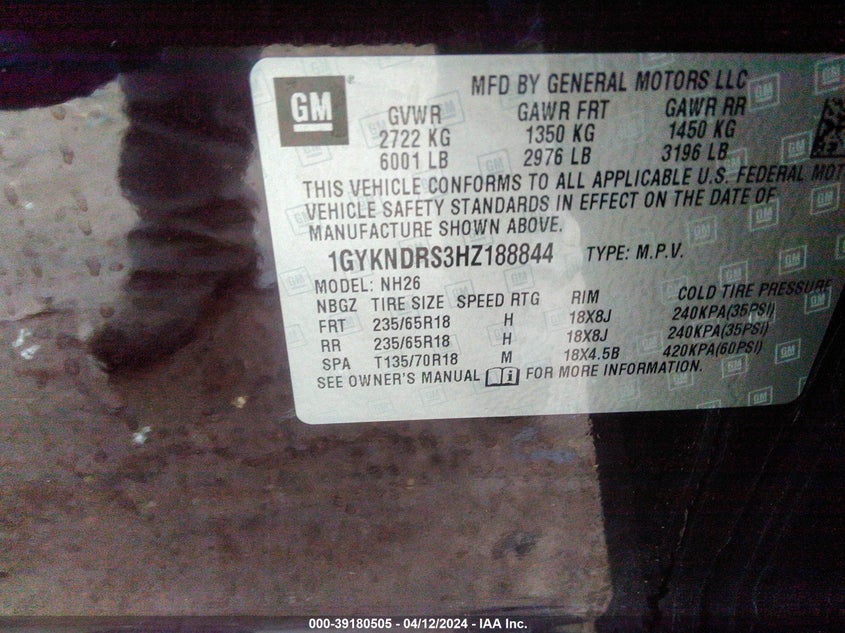 GM
MFD BY GENERAL MOTORS LLC
GVWR GAWR FRT GAWR RR
2722 KG 1350 KG 1450 KG
6001 LB 2976 LB 3196 LB
THIS VEHICLE CONFORMS TO ALL APPLICABLE U.S. FEDERAL MOT
VEHICLE SAFETY STANDARDS IN EFFECT ON THE DATE OF
MANUFACTURE SHOWN ABOVE.
1GYKNDRS3HZ188844 TYPE: M.P.V.
MODEL: NH26
NBGZ TIRE SIZE SPEED RTG RIM COLD TIRE PRESSURE
FRT 235/65R18 H 18X8J 240KPA(35PSI)
RR 235/65R18 H 18X8J 240KPA(35PSI)
SPA T135/70R18 M 18X4.5B 420KPA(60PSI)
SEE OWNER'S MANUAL FOR MORE INFORMATION.
000-39180505 - 04/12/2024 - IAA Inc.